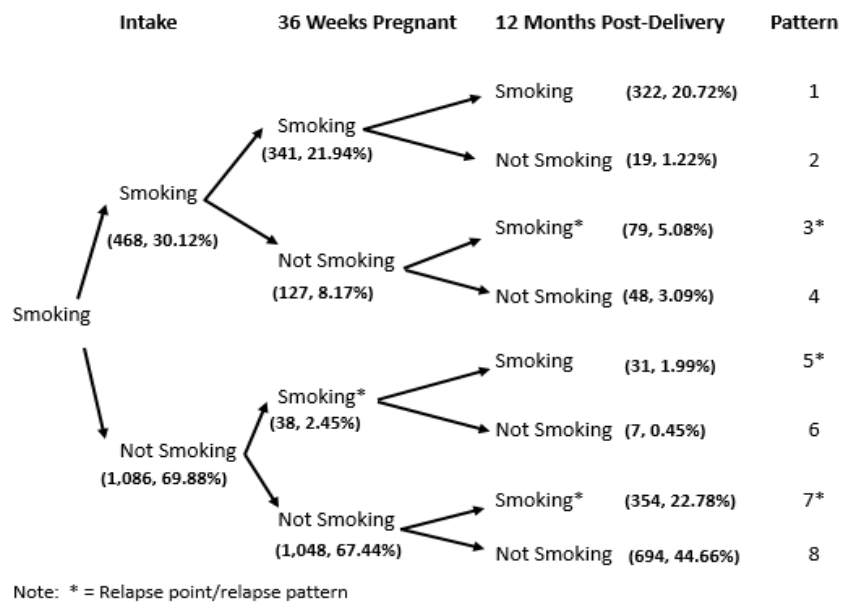 Intake 36 Weeks Pregnant 12 Months Post-Delivery Pattern
Smoking (322, 20.72%) 1
Smoking
(341, 21.94%)
Not Smoking (19, 1.22%) 2
Smoking
(468, 30.12%)
Smoking* (79, 5.08%) 3*
Not Smoking
(127, 8.17%)
Not Smoking (48, 3.09%) 4
Smoking
Smoking (31, 1.99%) 5*
Smoking*
(38, 2.45%)
Not Smoking (7, 0.45%) 6
Not Smoking
(1,086, 69.88%)
Smoking* (354, 22.78%) 7*
Not Smoking
(1,048, 67.44%)
Not Smoking (694, 44.66%) 8
Note: * = Relapse point/relapse pattern